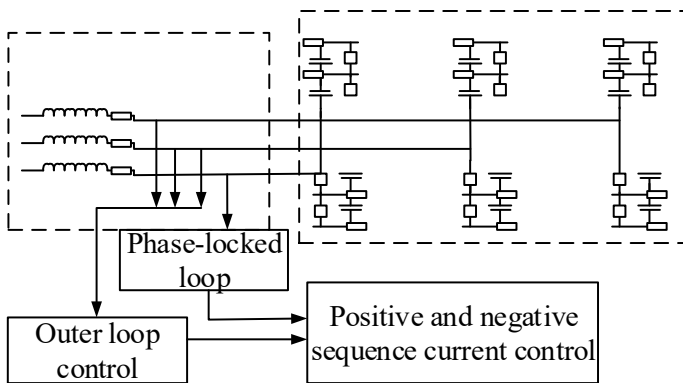 Phase-locked
loop
Outer loop
control
Positive and negative
sequence current control